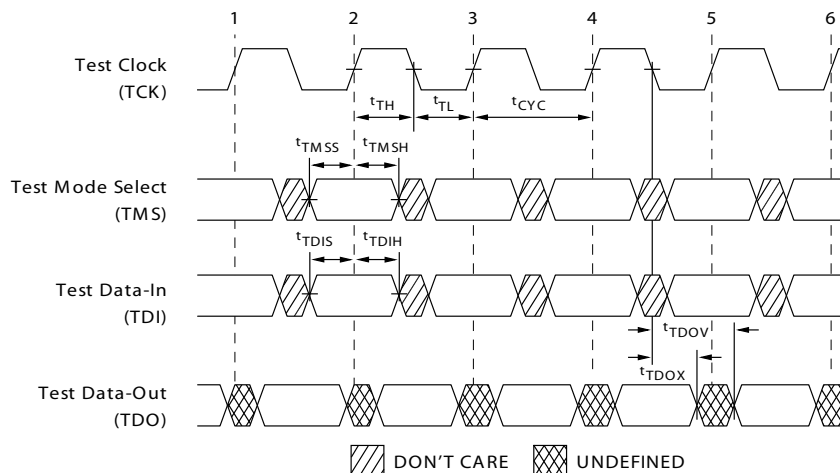 1 2 3 4 5 6
Test Clock
(TCK)
tTH tTL tCYC
tTMSS tTMSH
Test Mode Select
(TMS)
tTDIS tTDIH
Test Data-In
(TDI)
tTDOV
tTDOX
Test Data-Out
(TDO)
DON'T CARE UNDEFINED